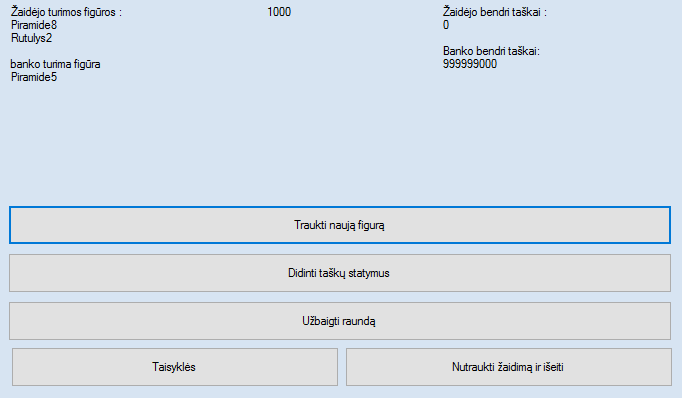 Žaidėjo turimos figūros :
Piramide8
Rutulys2
banko turima figūra
Piramide5
1000
Žaidėjo bendri taškai :
0
Banko bendri taškai:
999999000
Traukti naują figurą
Didinti taškų statymus
Užbaigti raundą
Taisyklės
Nutraukti žaidimą ir išeiti